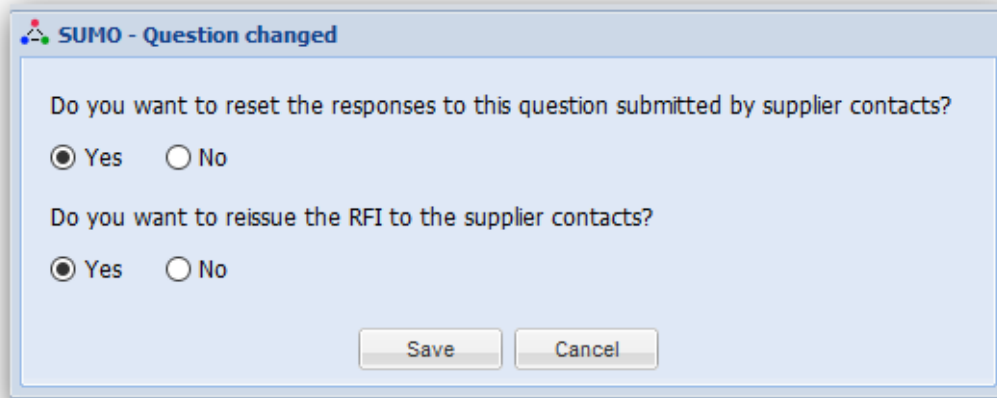 SUMO - Question changed
Do you want to reset the responses to this question submitted by supplier contacts?
Yes No
Do you want to reissue the RFI to the supplier contacts?
Yes No
Save Cancel